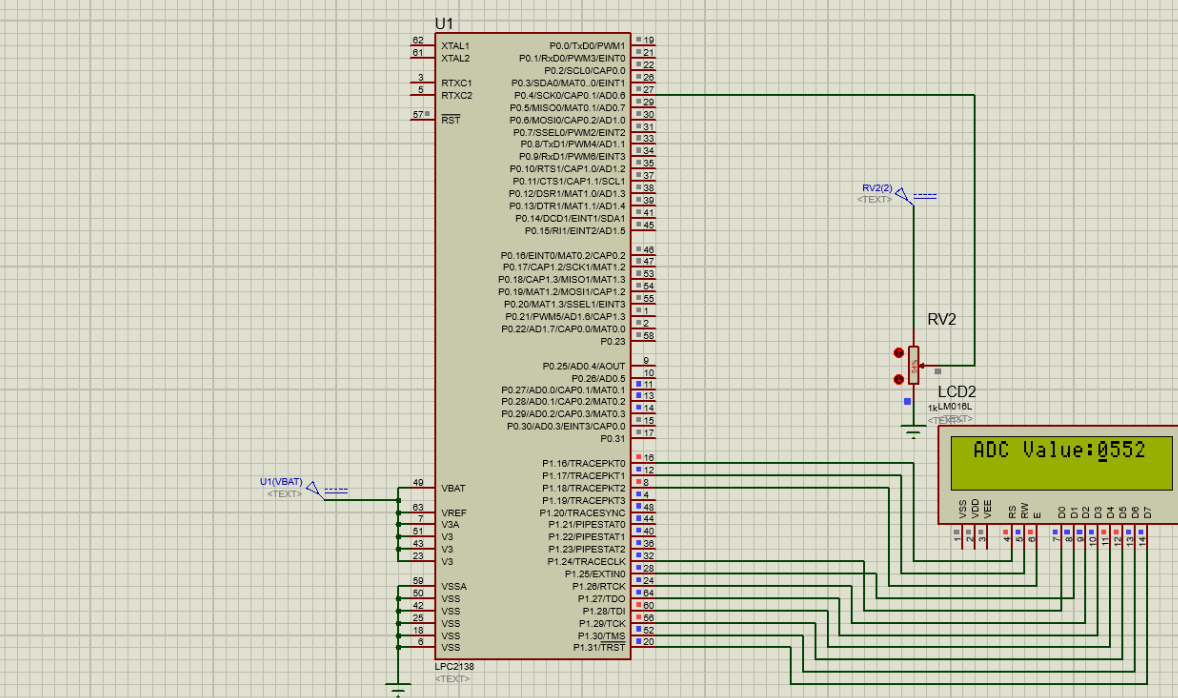 U1
62 XTAL1
61 XTAL2
3 RTXC1
5 RTXC2
57 RST
P0.0/TxD0/PWM1 19
P0.1/RxD0/PWM3/EINT0 21
P0.2/SCL0/CAP0.0 22
P0.3/SDA0/MAT0..0/EINT1 26
P0.4/SCK0/CAP0.1/AD0.6 27
P0.5/MISO0/MAT0.1/AD0.7 29
P0.6/MOSI0/CAP0.2/AD1.0 30
P0.7/SSEL0/PWM2/EINT2 31
P0.8/TxD1/PWM4/AD1.1 33
P0.9/RxD1/PWM6/EINT3 34
P0.10/RTS1/CAP1.0/AD1.2 35
P0.11/CTS1/CAP1.1/SCL1 37
P0.12/DSR1/MAT1.0/AD1.3 38
P0.13/DTR1/MAT1.1/AD1.4 39
P0.14/DCD1/EINT1/SDA1 41
P0.15/RI1/EINT2/AD1.5 45
P0.16/EINT0/MAT0.2/CAP0.2 46
P0.17/CAP1.2/SCK1/MAT1.2 47
P0.18/CAP1.3/MISO1/MAT1.3 53
P0.19/MAT1.2/MOSI1/CAP1.2 54
P0.20/MAT1.3/SSEL1/EINT3 55
P0.21/PWM5/AD1.6/CAP1.3 1
P0.22/AD1.7/CAP0.0/MAT0.0 2
P0.23 58
P0.25/AD0.4/AOUT 9
P0.26/AD0.5 10
P0.27/AD0.0/CAP0.1/MAT0.1 11
P0.28/AD0.1/CAP0.2/MAT0.2 13
P0.29/AD0.2/CAP0.3/MAT0.3 14
P0.30/AD0.3/EINT3/CAP0.0 15
P0.31 17
P1.16/TRACEPKT0 16
P1.17/TRACEPKT1 12
P1.18/TRACEPKT2 8
P1.19/TRACEPKT3 4
P1.20/TRACESYNC 48
P1.21/PIPESTAT0 44
P1.22/PIPESTAT1 40
P1.23/PIPESTAT2 36
P1.24/TRACECLK 32
P1.25/EXTIN0 28
P1.26/RTCK 24
P1.27/TDO 64
P1.28/TDI 60
P1.29/TCK 56
P1.30/TMS 52
P1.31/TRST 20
U1(VBAT)
<TEXT>
49 VBAT
63 VREF
7 V3A
51 V3
43 V3
23 V3
59 VSSA
50 VSS
42 VSS
25 VSS
18 VSS
6 VSS
LPC2138
<TEXT>
RV2(2)
<TEXT>
RV2
1k
<TEXT>
LCD2
LM016L
<TEXT>
ADC Value:0552
VSS VDD VEE RS RW E D0 D1 D2 D3 D4 D5 D6 D7
1 2 3 4 5 6 7 8 9 10 11 12 13 14